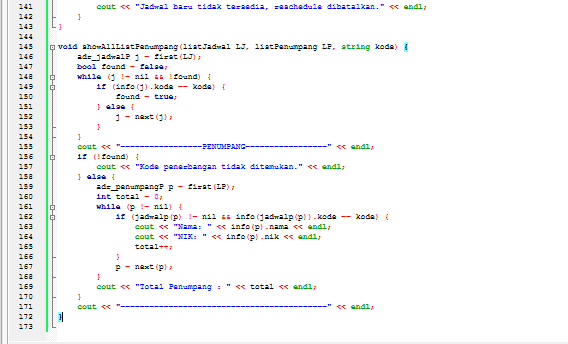 141 cout << "Jadwal baru tidak tersedia, reschedule dibatalkan." << endl;
142 }
143 }
144
145 void showAllListPenumpang(listJadwal LJ, listPenumpang LP, string kode) {
146 adr_jadwalP j = first(LJ);
147 bool found = false;
148 while (j != nil && !found) {
149 if (info(j).kode == kode) {
150 found = true;
151 } else {
152 j = next(j);
153 }
154 }
155 cout << "-----------------PENUMPANG-----------------" << endl;
156 if (!found) {
157 cout << "Kode penerbangan tidak ditemukan." << endl;
158 } else {
159 adr_penumpangP p = first(LP);
160 int total = 0;
161 while (p != nil) {
162 if (jadwalp(p) != nil && info(jadwalp(p)).kode == kode) {
163 cout << "Nama: " << info(p).nama << endl;
164 cout << "NIK: " << info(p).nik << endl;
165 total++;
166 }
167 p = next(p);
168 }
169 cout << "Total Penumpang : " << total << endl;
170 }
171 cout << "-------------------------------------------" << endl;
172 }
173